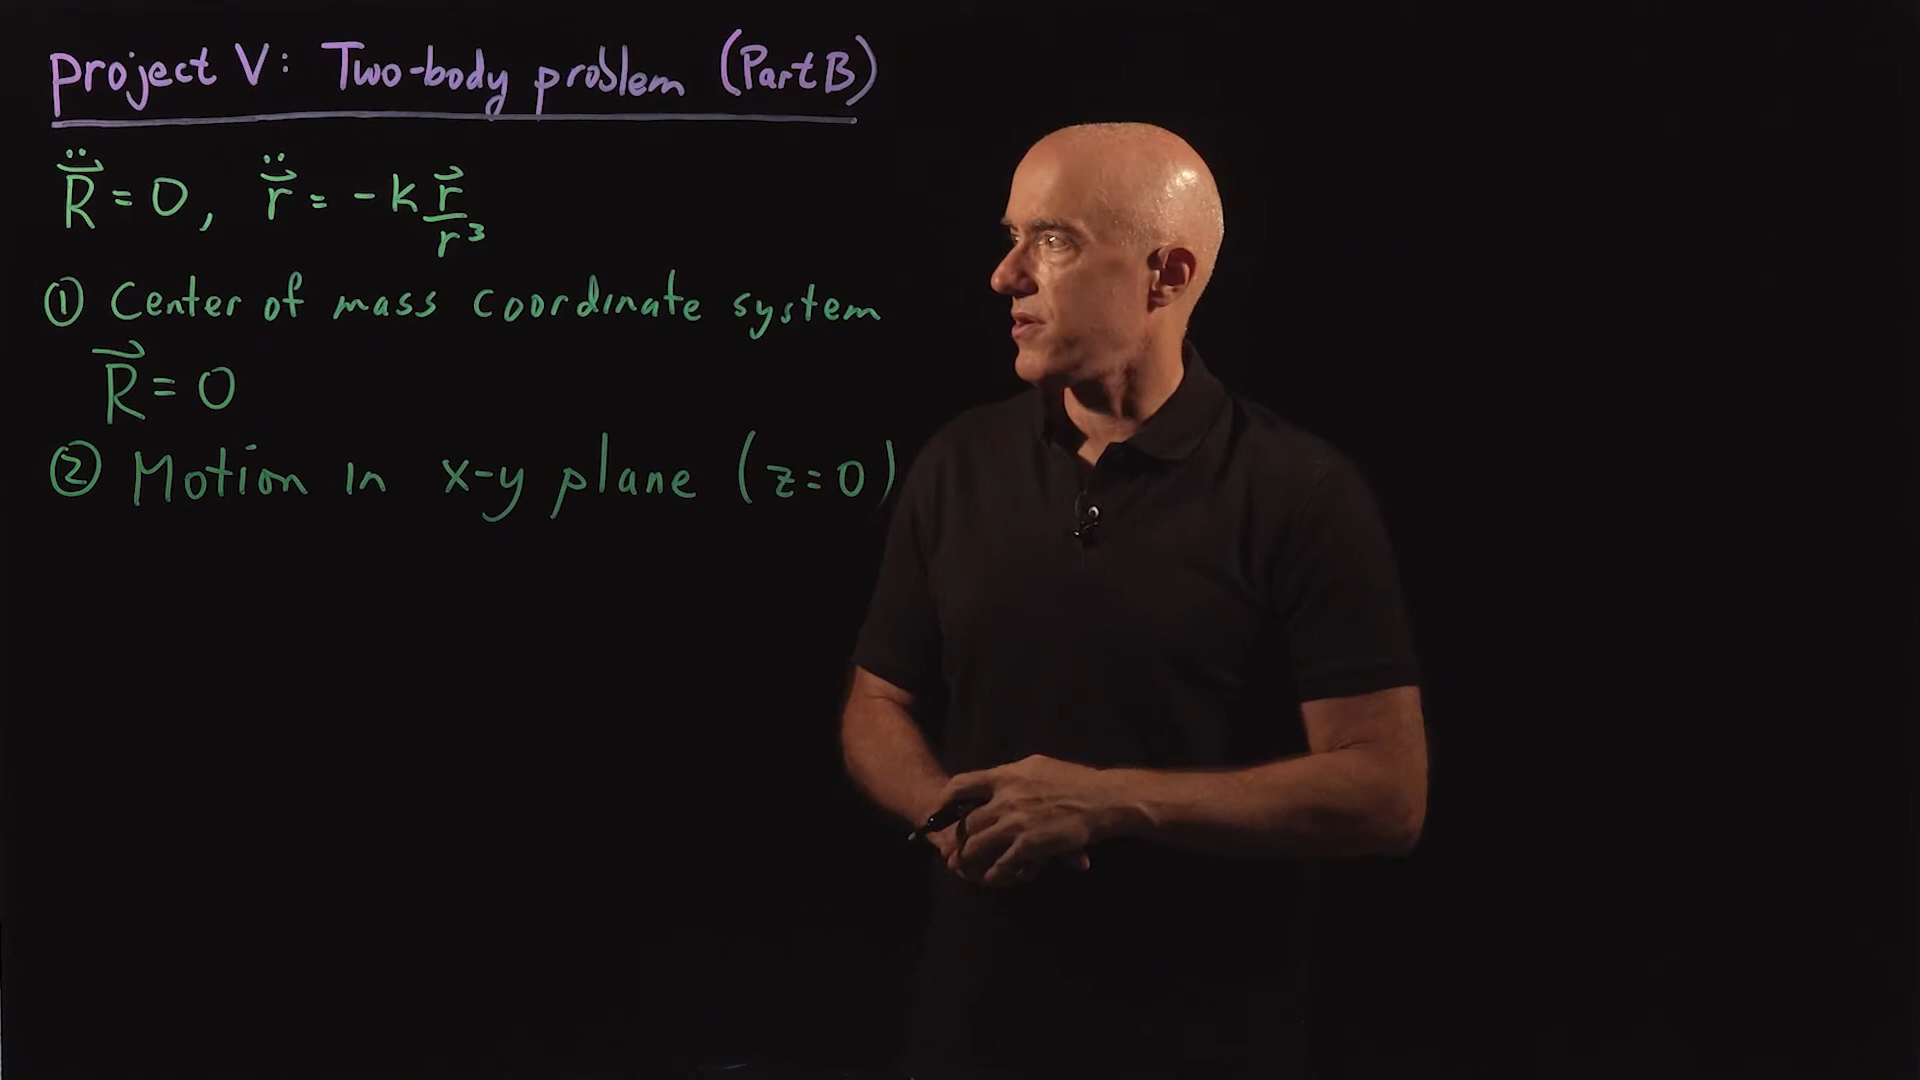 project V: Two-body problem (Part B)
R̈⃗ = 0, r̈⃗ = -k r⃗/r³
① Center of mass coordinate system
R⃗ = 0
② Motion in x-y plane (z=0)